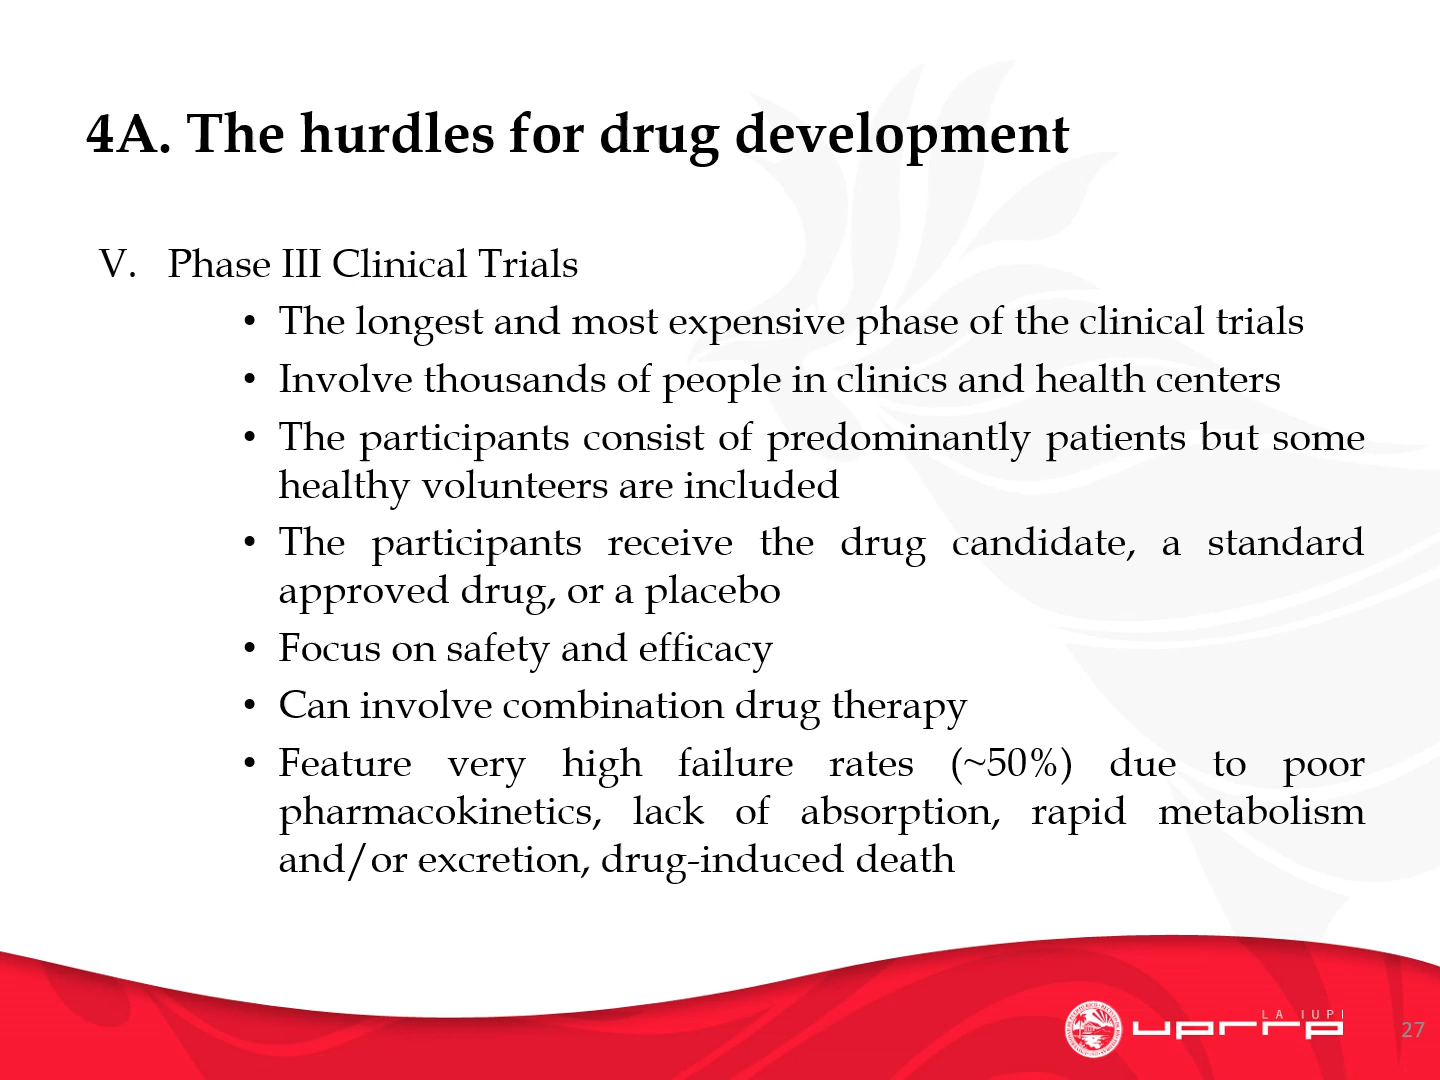 4A. The hurdles for drug development
V. Phase III Clinical Trials
• The longest and most expensive phase of the clinical trials
• Involve thousands of people in clinics and health centers
• The participants consist of predominantly patients but some
healthy volunteers are included
• The participants receive the drug candidate, a standard
approved drug, or a placebo
• Focus on safety and efficacy
• Can involve combination drug therapy
• Feature very high failure rates (~50%) due to poor
pharmacokinetics, lack of absorption, rapid metabolism
and/or excretion, drug-induced death
LA IUPI
uprrp
27